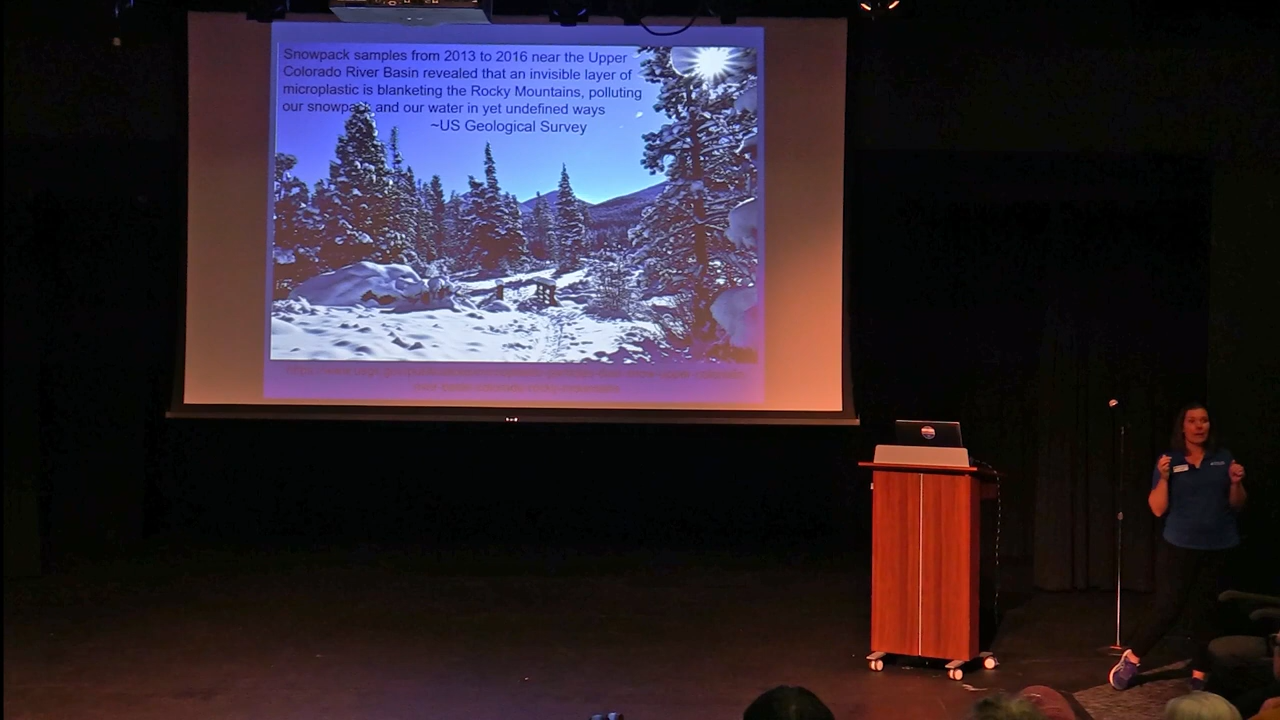 Snowpack samples from 2013 to 2016 near the Upper
Colorado River Basin revealed that an invisible layer of
microplastic is blanketing the Rocky Mountains, polluting
our snowpack and our water in yet undefined ways
~US Geological Survey